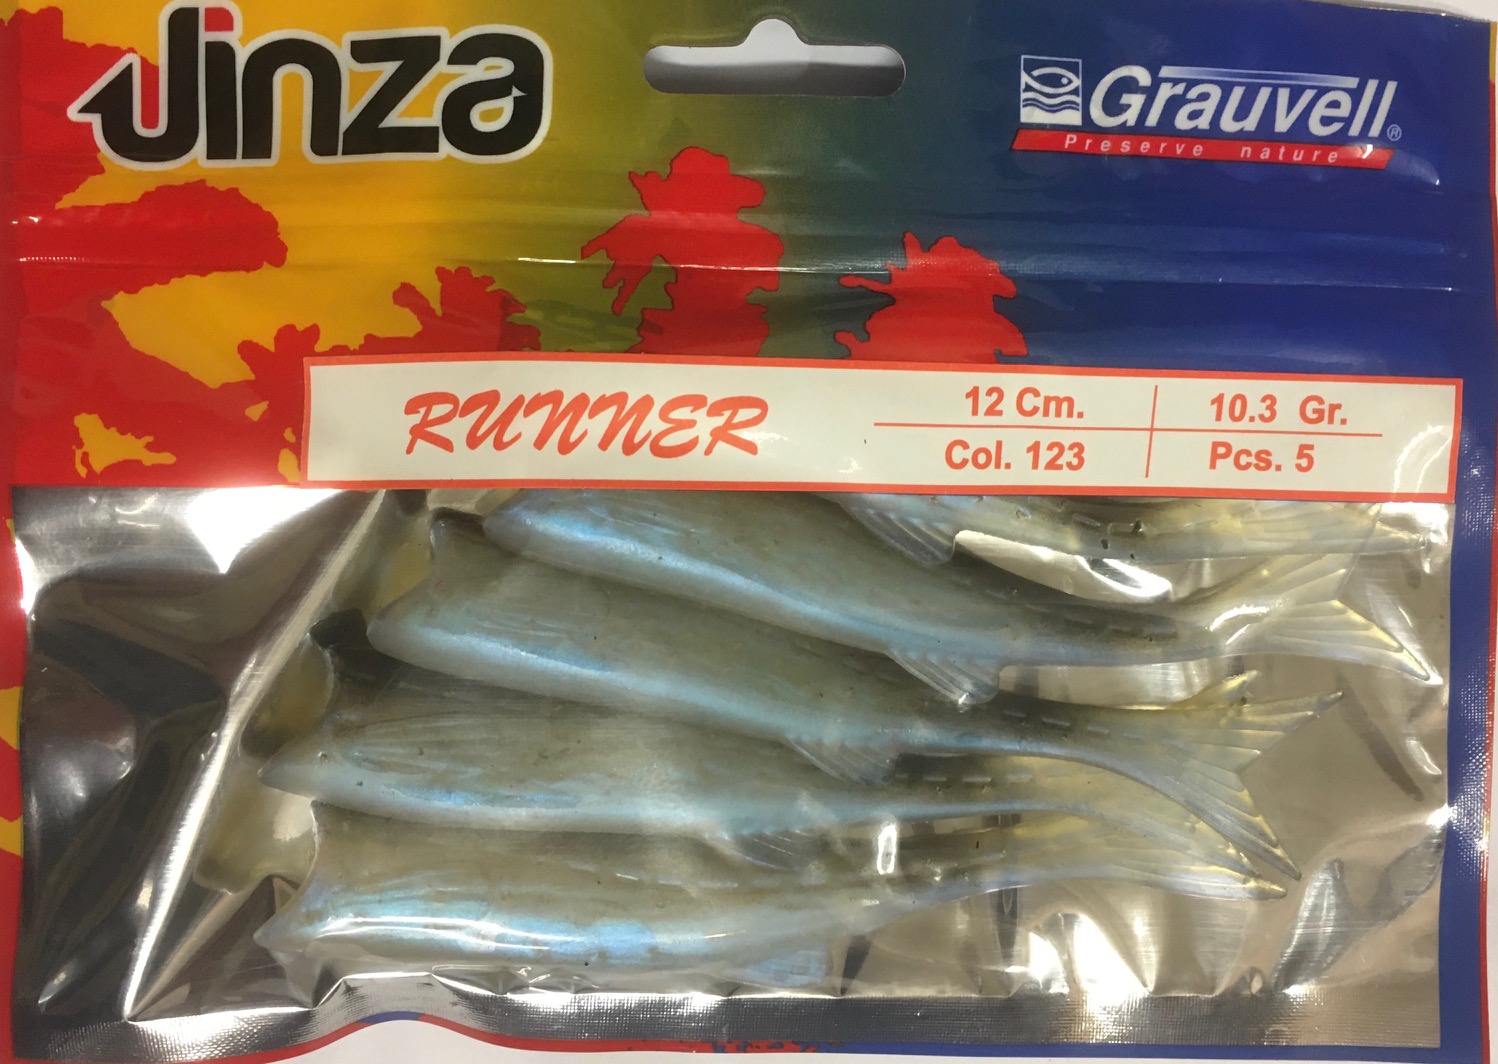 Jinza
Grauvell®
Preserve nature
RUNNER
12 Cm.
10.3 Gr.
Col. 123
Pcs. 5